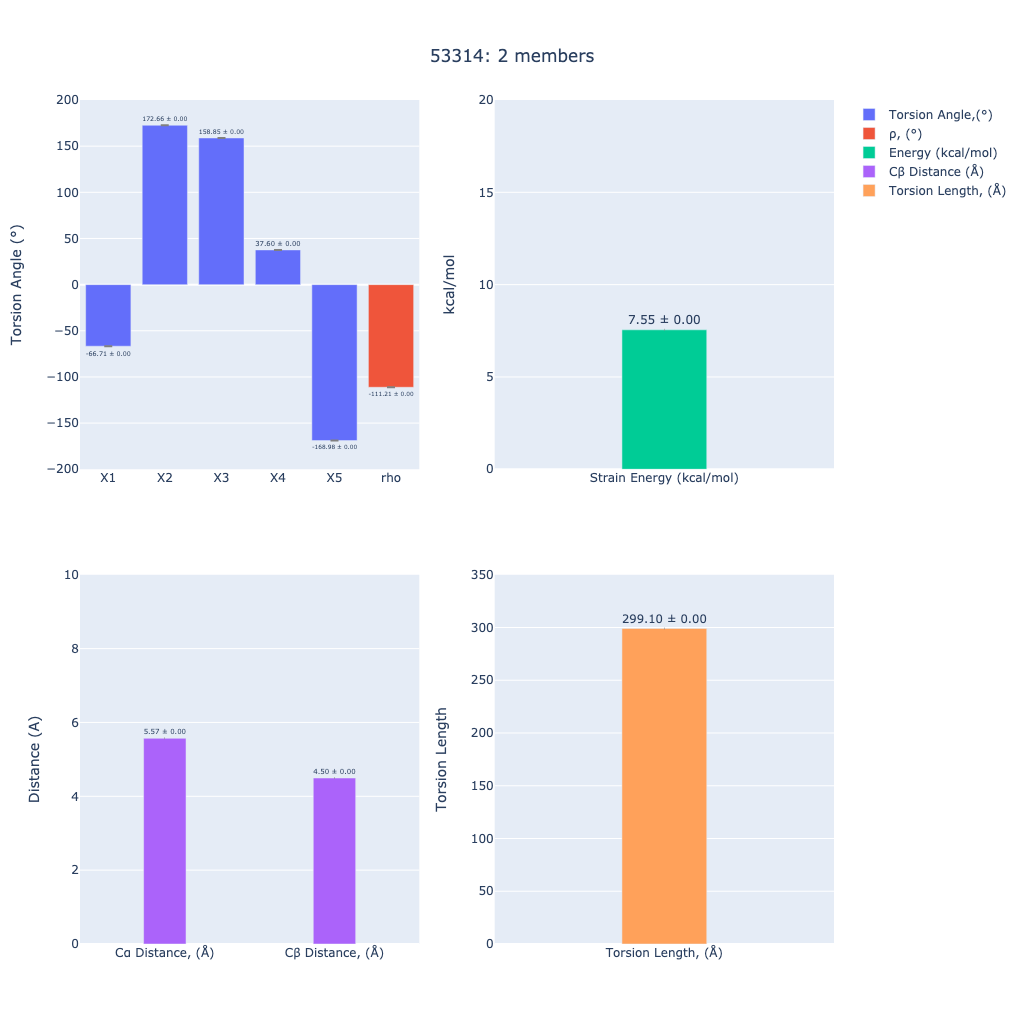 53314: 2 members
Torsion Angle (°)
200
150
100
50
0
−50
−100
−150
−200
-66.71 ± 0.00
172.66 ± 0.00
158.85 ± 0.00
37.60 ± 0.00
-168.98 ± 0.00
-111.21 ± 0.00
X1 X2 X3 X4 X5 rho
kcal/mol
20
15
10
5
0
7.55 ± 0.00
Strain Energy (kcal/mol)
Torsion Angle,(°)
ρ, (°)
Energy (kcal/mol)
Cβ Distance (Å)
Torsion Length, (Å)
Distance (A)
10
8
6
4
2
0
5.57 ± 0.00
4.50 ± 0.00
Cα Distance, (Å) Cβ Distance, (Å)
Torsion Length
350
300
250
200
150
100
50
0
299.10 ± 0.00
Torsion Length, (Å)